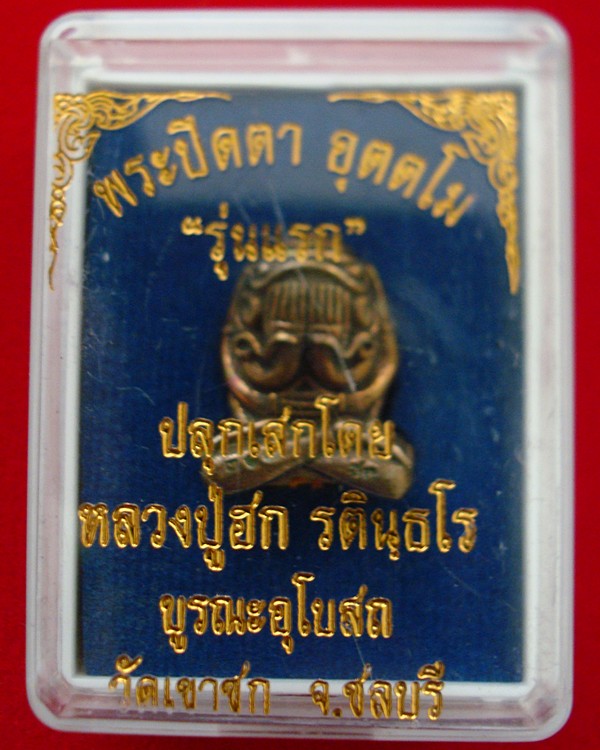 พระปิดตา อุตตโม
“รุ่นแรก”
ปลุกเสกโดย
หลวงปู่ฮก รตินฺธโร
บูรณะอุโบสถ
วัดเขาชก จ.ชลบุรี